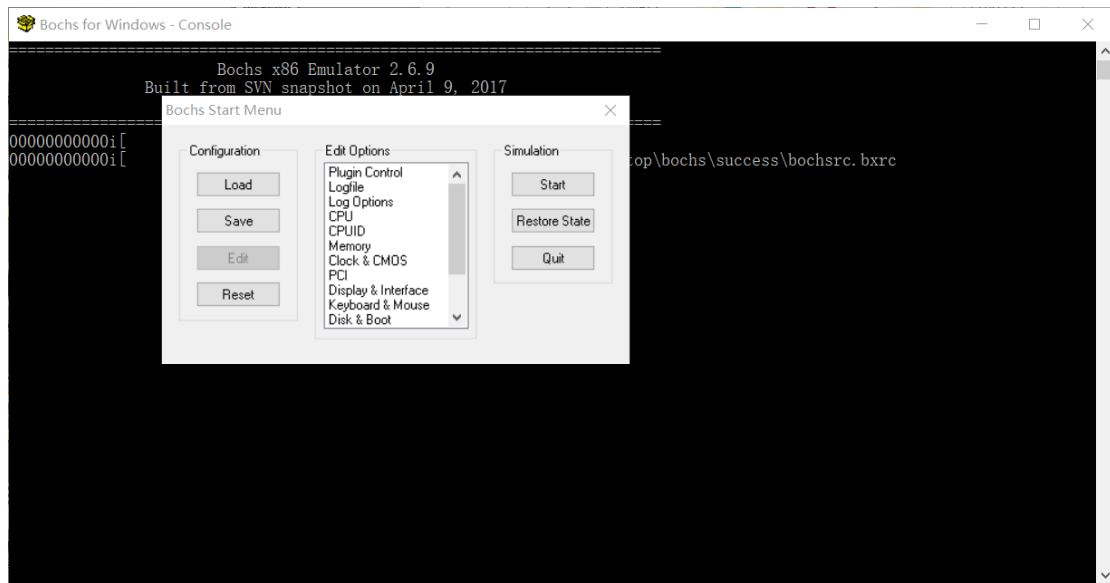 Bochs for Windows - Console
========================================================================
Bochs x86 Emulator 2.6.9
Built from SVN snapshot on April 9, 2017
========================================================================
00000000000i[
00000000000i[ top\bochs\success\bochsrc.bxrc
Bochs Start Menu
Configuration
Load
Save
Edit
Reset
Edit Options
Plugin Control
Logfile
Log Options
CPU
CPUID
Memory
Clock & CMOS
PCI
Display & Interface
Keyboard & Mouse
Disk & Boot
Simulation
Start
Restore State
Quit